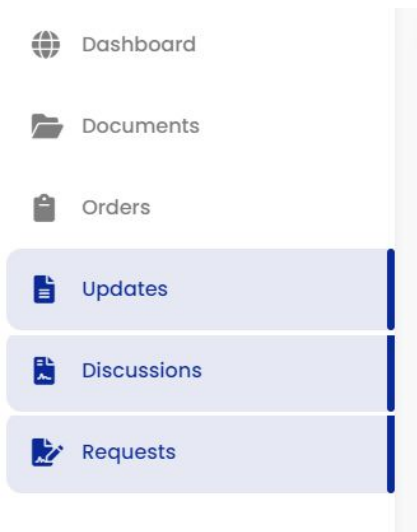 Dashboard
Documents
Orders
Updates
Discussions
Requests